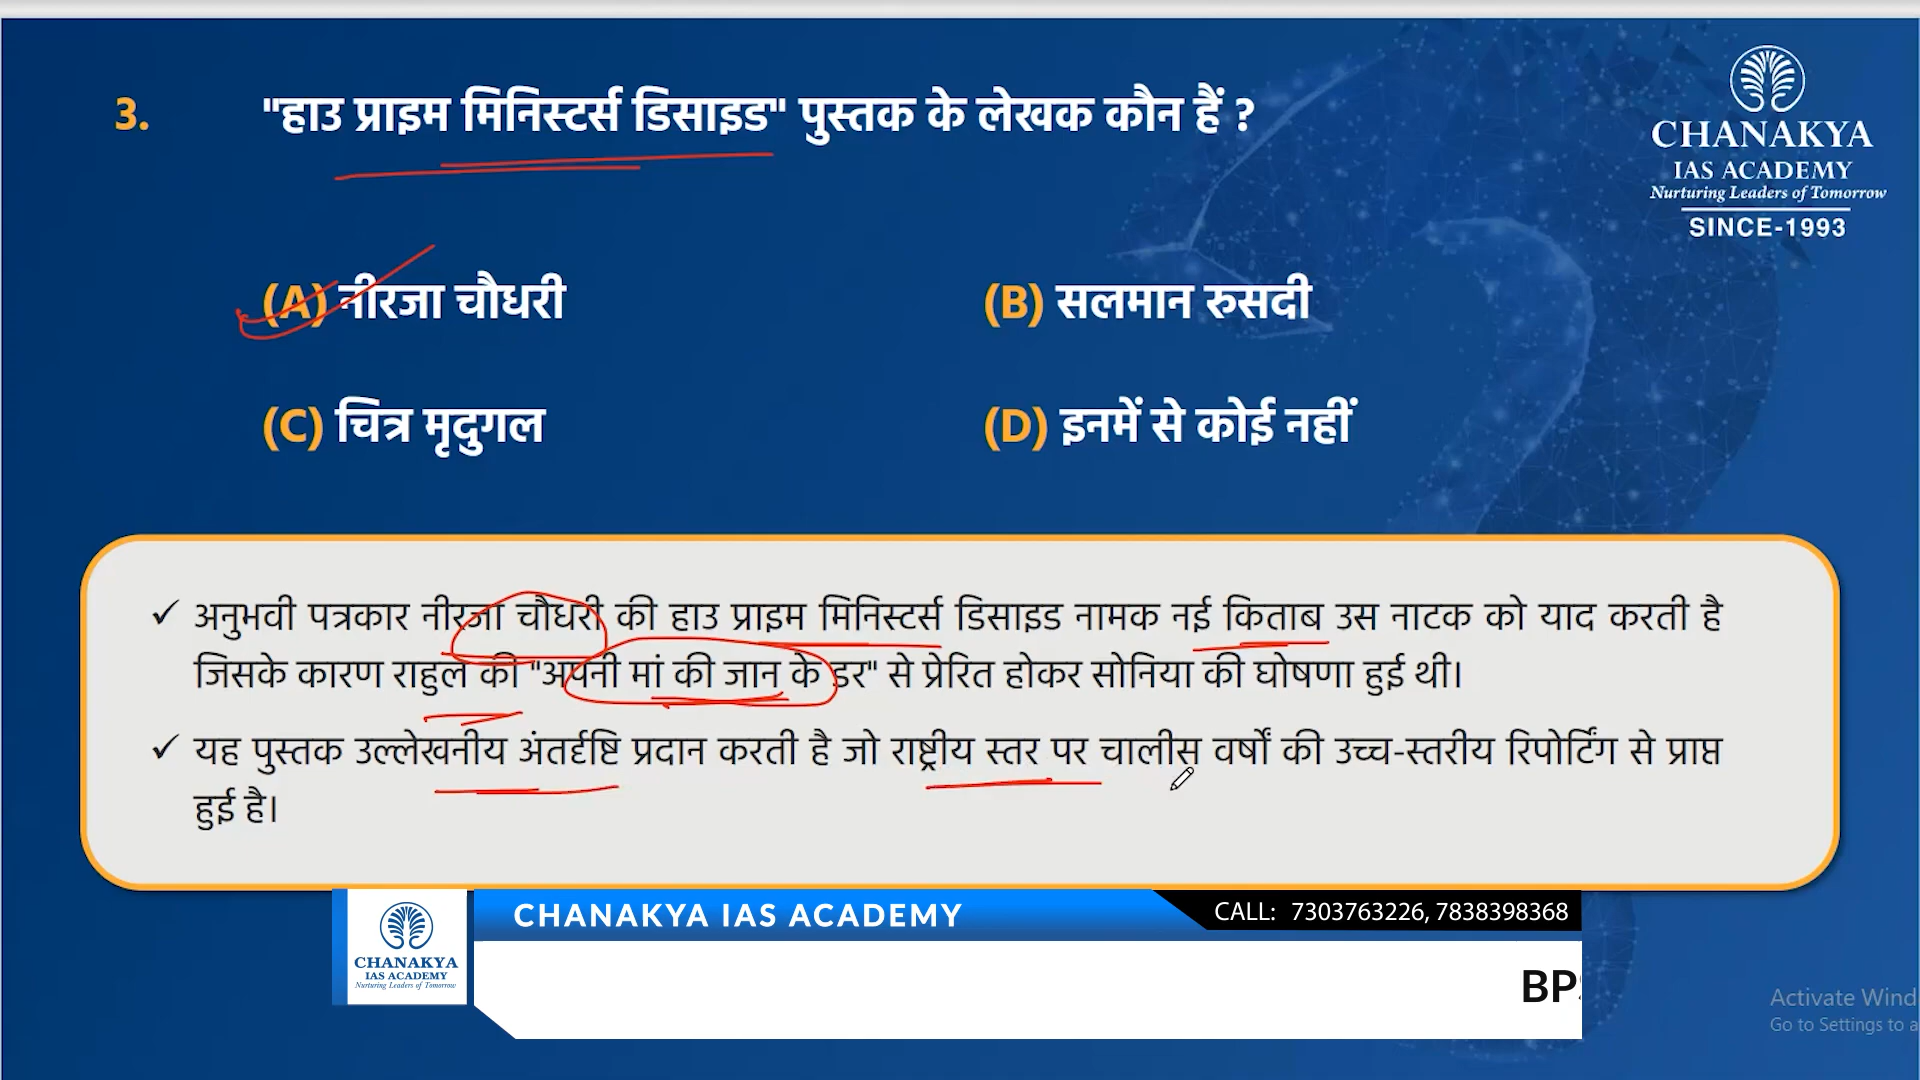 3. "हाउ प्राइम मिनिस्टर्स डिसाइड" पुस्तक के लेखक कौन हैं ?
CHANAKYA
IAS ACADEMY
Nurturing Leaders of Tomorrow
SINCE-1993
(A) नीरजा चौधरी
(B) सलमान रुसदी
(C) चित्र मृदुगल
(D) इनमें से कोई नहीं
✓ अनुभवी पत्रकार नीरजा चौधरी की हाउ प्राइम मिनिस्टर्स डिसाइड नामक नई किताब उस नाटक को याद करती है
जिसके कारण राहुल की "अपनी मां की जान के डर" से प्रेरित होकर सोनिया की घोषणा हुई थी।
✓ यह पुस्तक उल्लेखनीय अंतर्दृष्टि प्रदान करती है जो राष्ट्रीय स्तर पर चालीस वर्षों की उच्च-स्तरीय रिपोर्टिंग से प्राप्त
हुई है।
CHANAKYA IAS ACADEMY
CALL: 7303763226, 7838398368
CHANAKYA
IAS ACADEMY
Nurturing Leaders of Tomorrow
BP
Activate Wind
Go to Settings to a